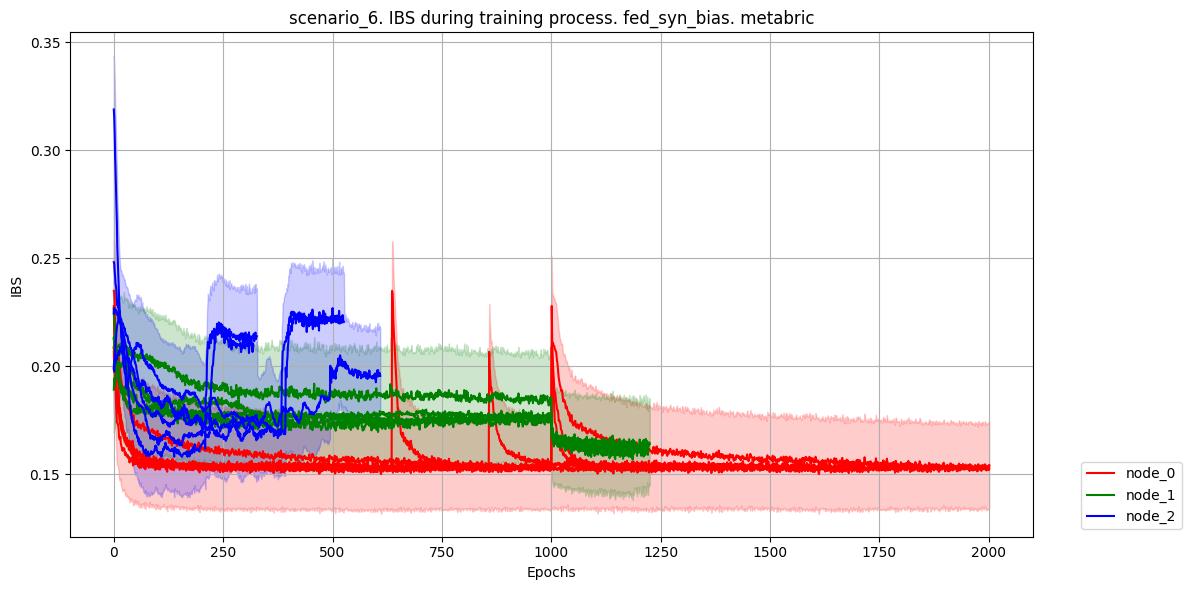 scenario_6. IBS during training process. fed_syn_bias. metabric
IBS
0.35
0.30
0.25
0.20
0.15
0 250 500 750 1000 1250 1500 1750 2000
Epochs
node_0
node_1
node_2